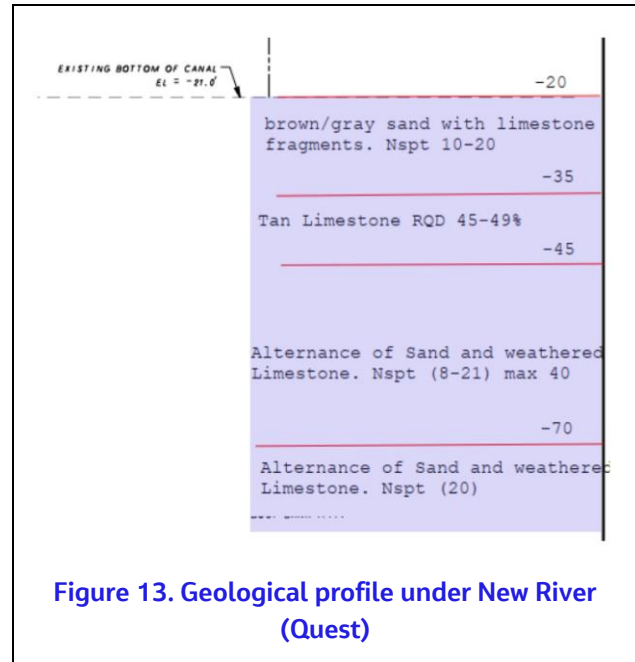 EXISTING BOTTOM OF CANAL
EL = -21.0'
-20
brown/gray sand with limestone
fragments. Nspt 10-20
-35
Tan Limestone RQD 45-49%
-45
Alternance of Sand and weathered
Limestone. Nspt (8-21) max 40
-70
Alternance of Sand and weathered
Limestone. Nspt (20)
Figure 13. Geological profile under New River
(Quest)